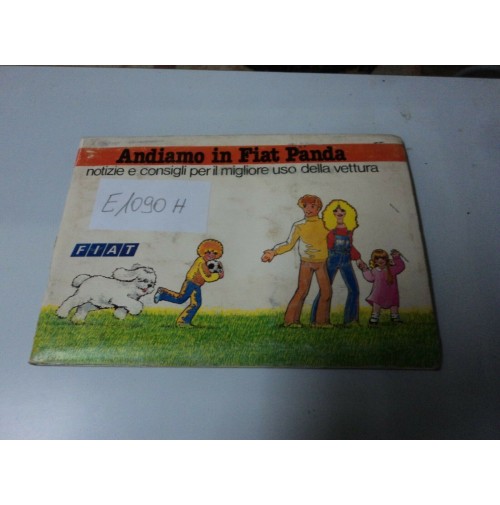 Andiamo in Fiat Panda
notizie e consigli per il migliore uso della vettura
E1090 H
FIAT